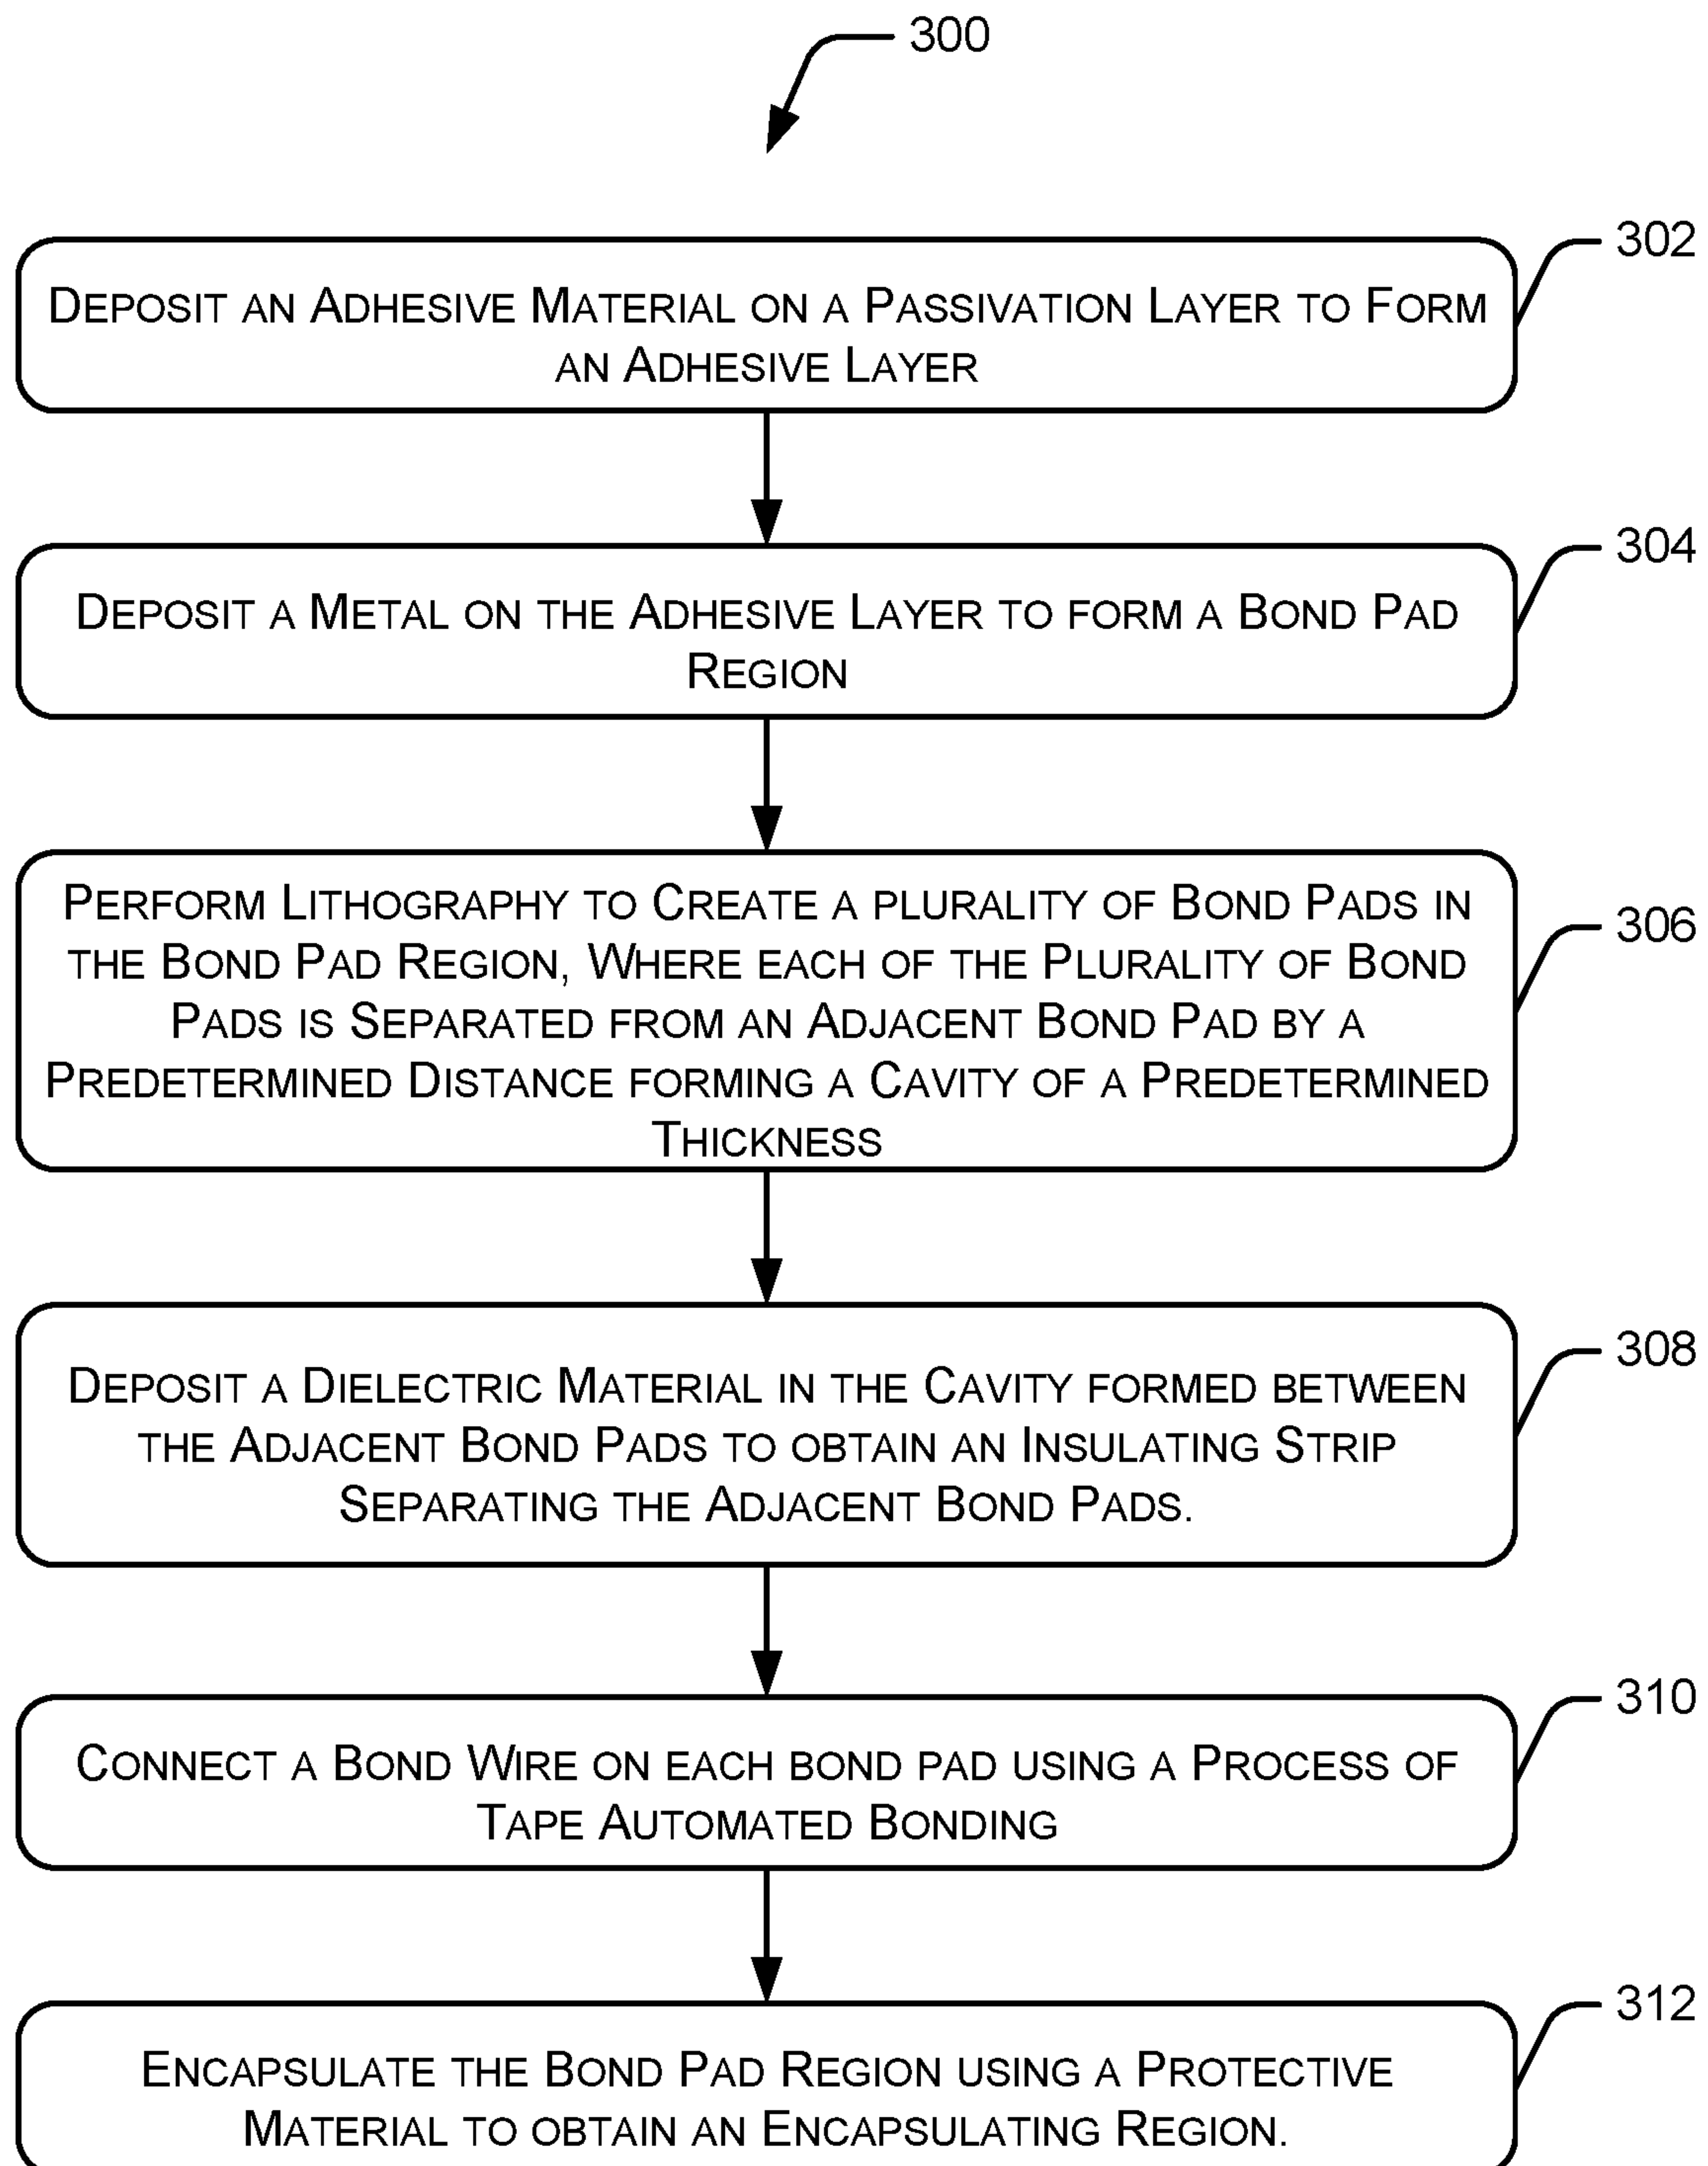 300
302
Deposit an Adhesive Material on a Passivation Layer to Form
an Adhesive Layer
304
Deposit a Metal on the Adhesive Layer to form a Bond Pad
Region
306
Perform Lithography to Create a plurality of Bond Pads in
the Bond Pad Region, Where each of the Plurality of Bond
Pads is Separated from an Adjacent Bond Pad by a
Predetermined Distance forming a Cavity of a Predetermined
Thickness
308
Deposit a Dielectric Material in the Cavity formed between
the Adjacent Bond Pads to obtain an Insulating Strip
Separating the Adjacent Bond Pads.
310
Connect a Bond Wire on each bond pad using a Process of
Tape Automated Bonding
312
Encapsulate the Bond Pad Region using a Protective
Material to obtain an Encapsulating Region.